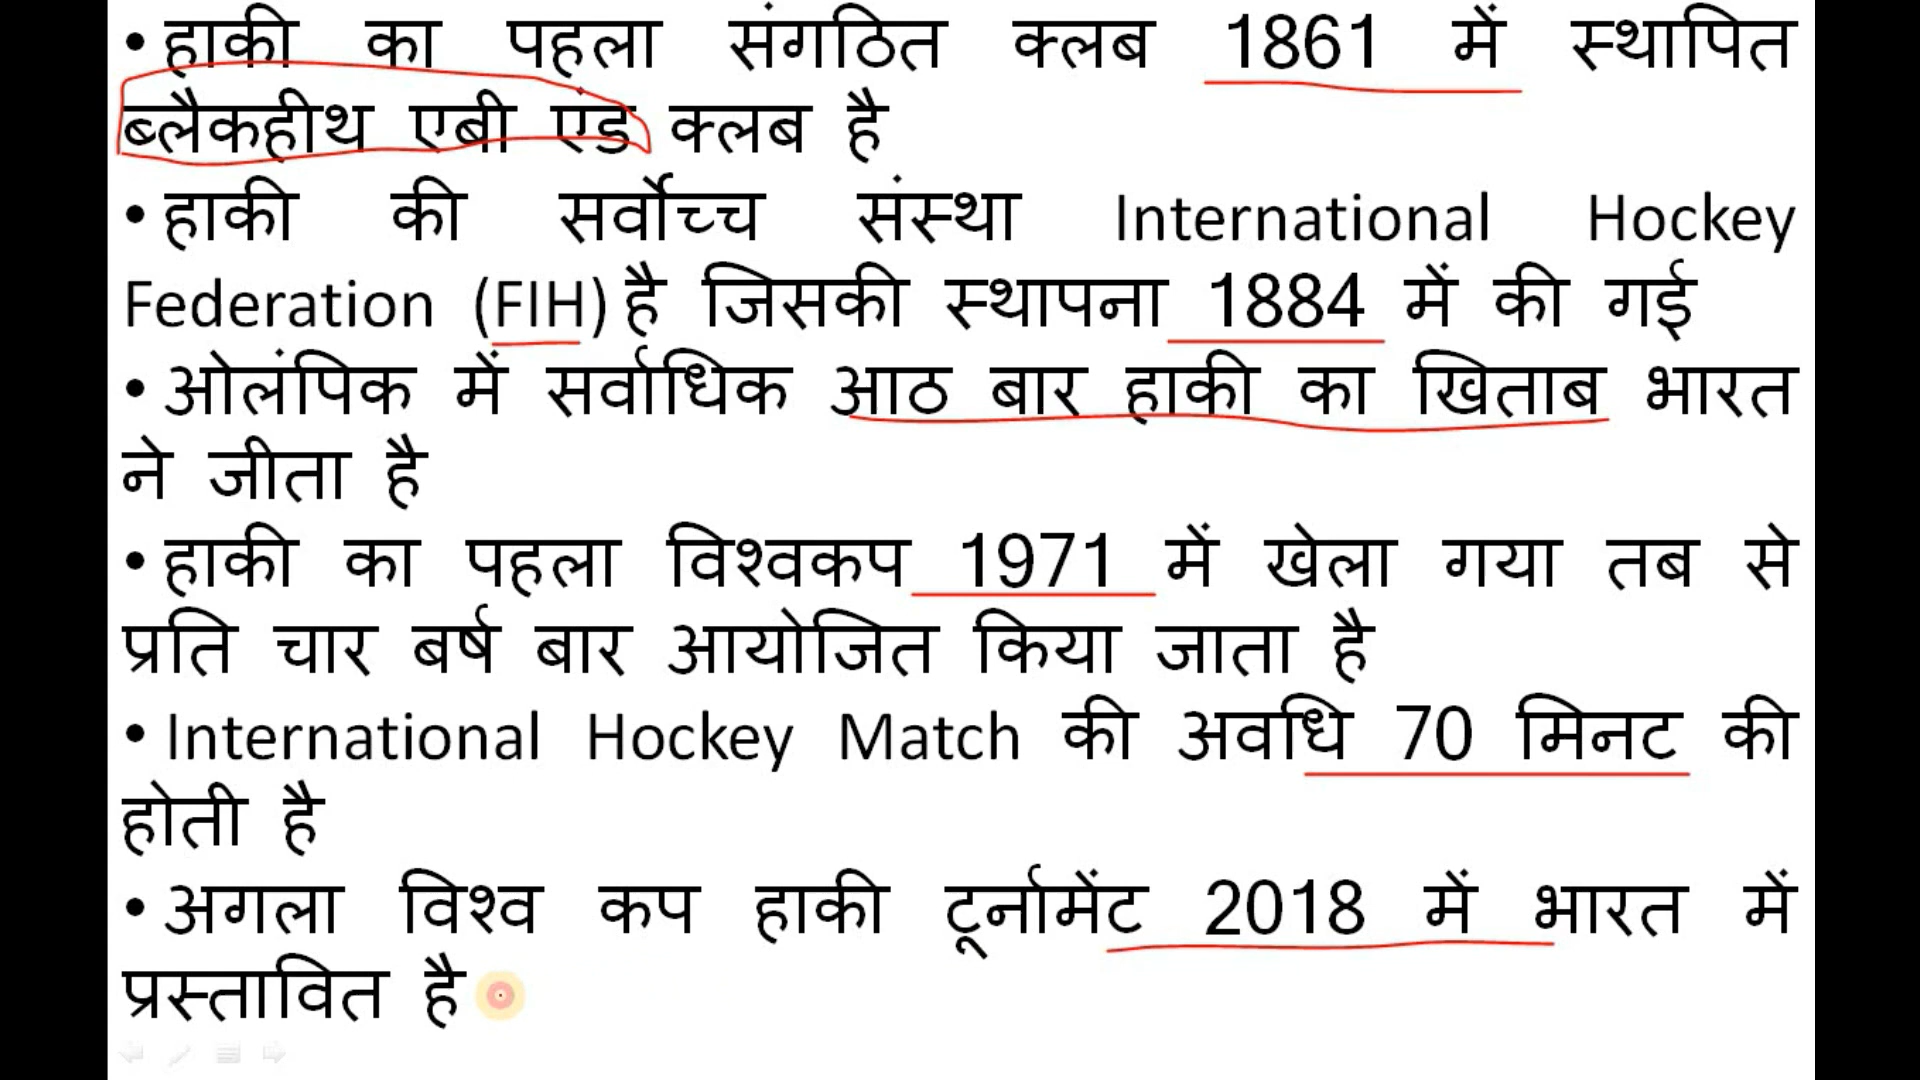 • हाकी का पहला संगठित क्लब 1861 में स्थापित
ब्लैकहीथ एबी एंड क्लब है
• हाकी की सर्वोच्च संस्था International Hockey
Federation (FIH) है जिसकी स्थापना 1884 में की गई
• ओलंपिक में सर्वाधिक आठ बार हाकी का खिताब भारत
ने जीता है
• हाकी का पहला विश्वकप 1971 में खेला गया तब से
प्रति चार बर्ष बार आयोजित किया जाता है
• International Hockey Match की अवधि 70 मिनट की
होती है
• अगला विश्व कप हाकी टूर्नामेंट 2018 में भारत में
प्रस्तावित है